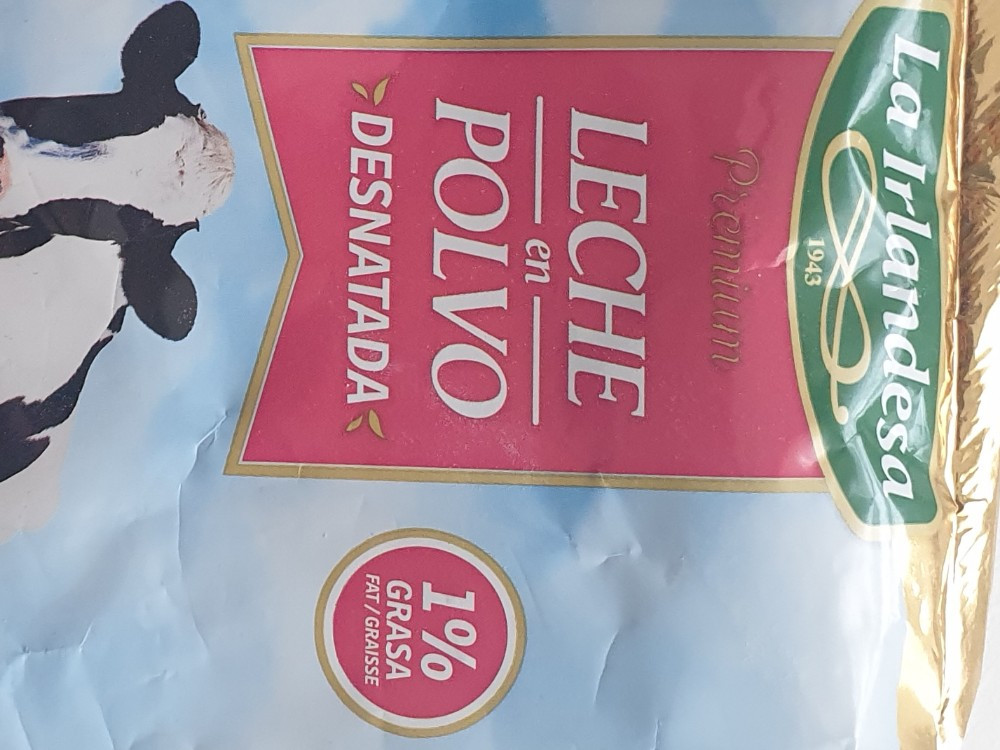 La Irlandesa
1943
Premium
LECHE
en
POLVO
DESNATADA
1%
GRASA
FAT/GRAISSE